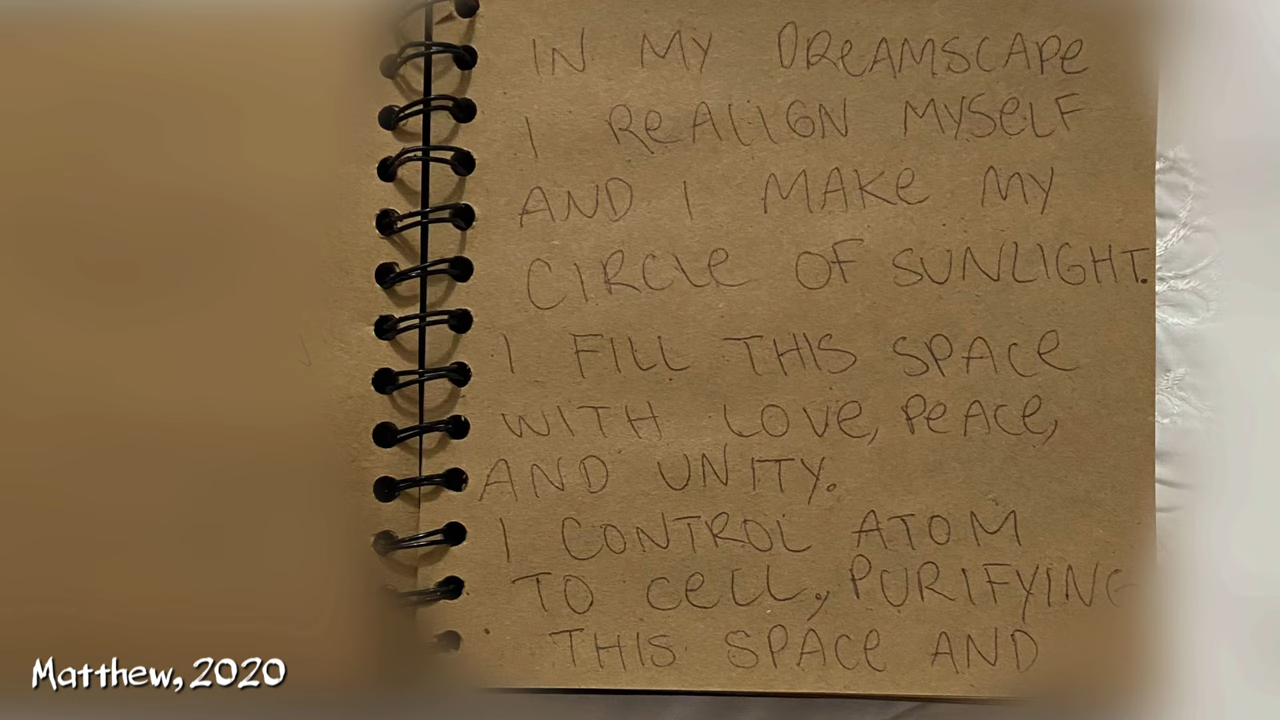 IN MY DREAMSCAPE
I REALIGN MYSELF
AND I MAKE MY
CIRCLE OF SUNLIGHT.
I FILL THIS SPACE
WITH LOVE, PEACE,
AND UNITY.
I CONTROL ATOM
TO CELL, PURIFYING
THIS SPACE AND
Matthew, 2020